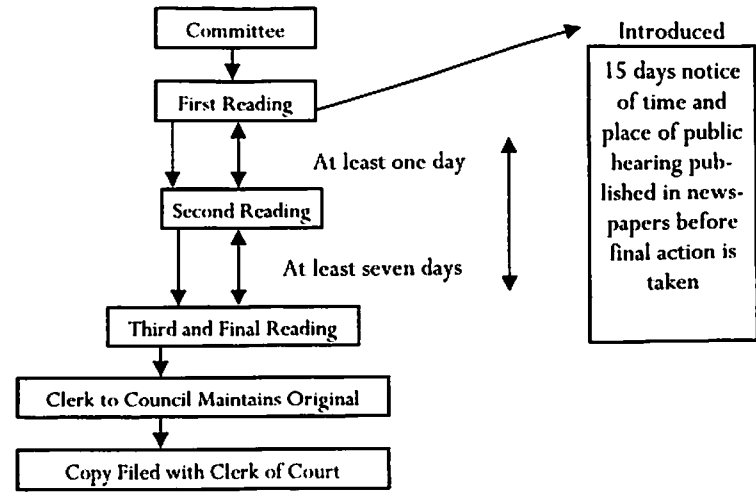 Committee
First Reading
At least one day
Second Reading
At least seven days
Third and Final Reading
Clerk to Council Maintains Original
Copy Filed with Clerk of Court
Introduced
15 days notice
of time and
place of public
hearing pub-
lished in news-
papers before
final action is
taken